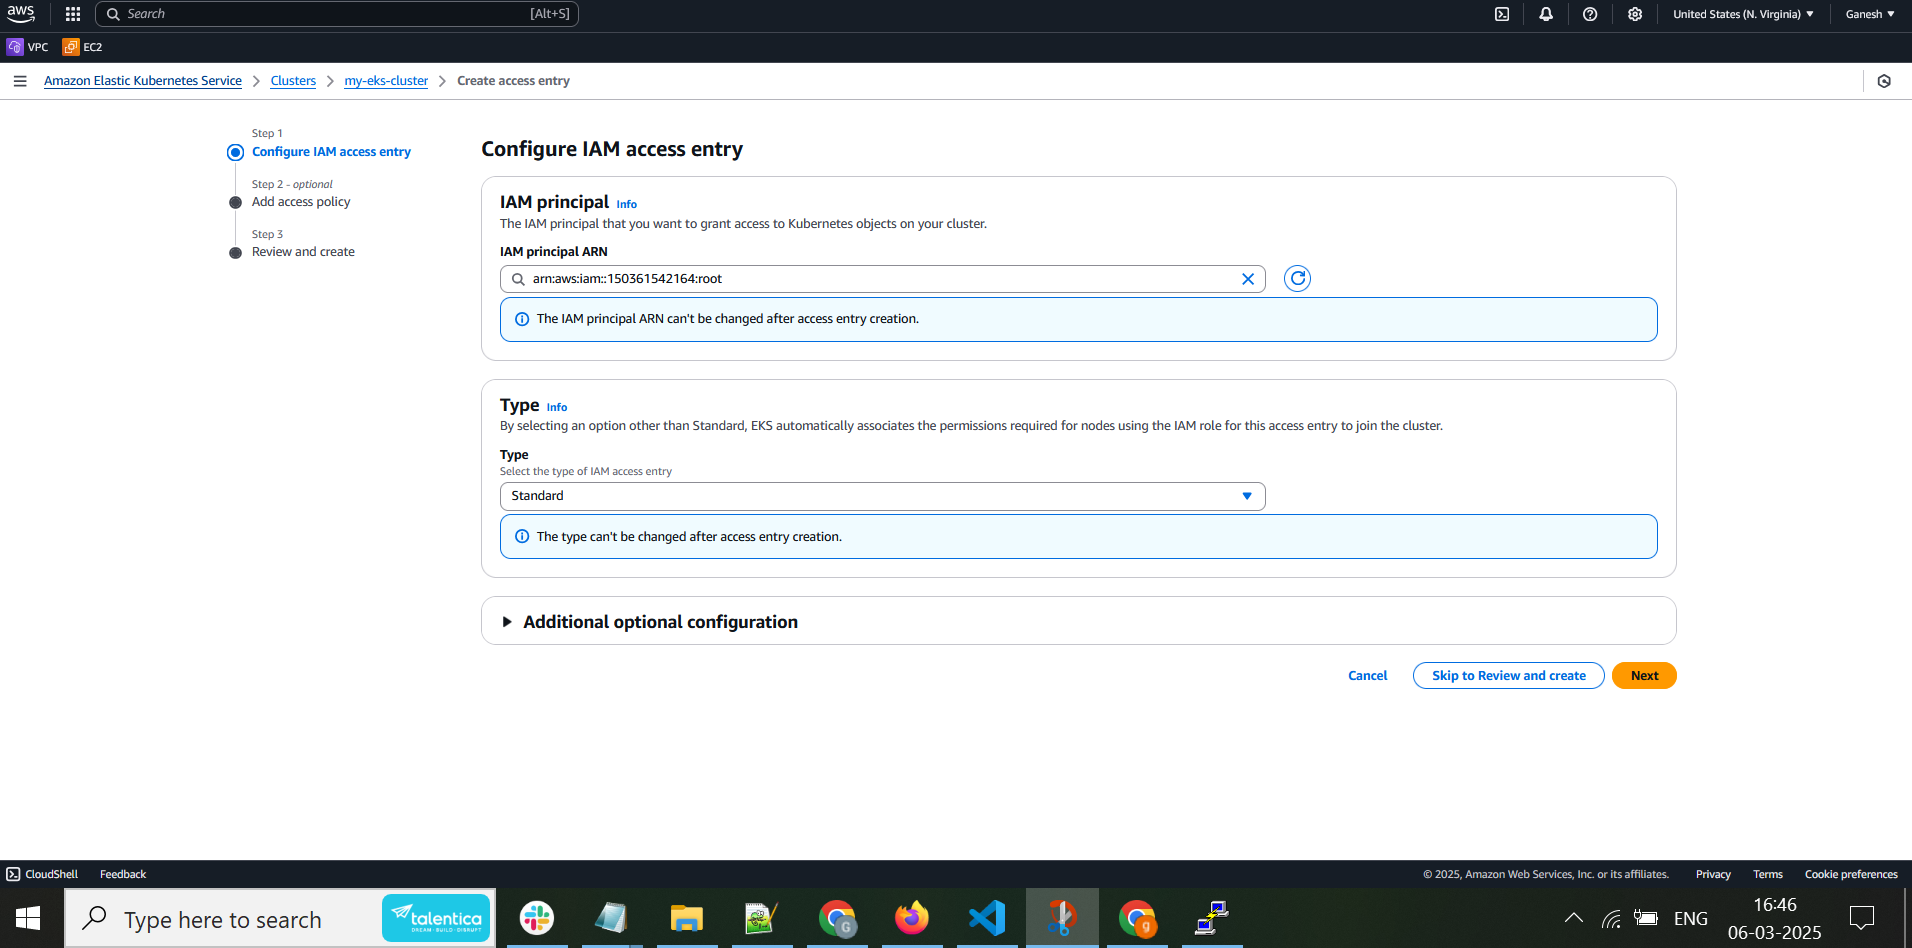 aws
Search [Alt+S]
United States (N. Virginia)
Ganesh
VPC
EC2
Amazon Elastic Kubernetes Service
Clusters
my-eks-cluster
Create access entry
Step 1
Configure IAM access entry
Step 2 - optional
Add access policy
Step 3
Review and create
Configure IAM access entry
IAM principal Info
The IAM principal that you want to grant access to Kubernetes objects on your cluster.
IAM principal ARN
arn:aws:iam::150361542164:root
The IAM principal ARN can't be changed after access entry creation.
Type Info
By selecting an option other than Standard, EKS automatically associates the permissions required for nodes using the IAM role for this access entry to join the cluster.
Type
Select the type of IAM access entry
Standard
The type can't be changed after access entry creation.
Additional optional configuration
Cancel
Skip to Review and create
Next
CloudShell
Feedback
© 2025, Amazon Web Services, Inc. or its affiliates.
Privacy
Terms
Cookie preferences
Type here to search
talentica
DREAM · BUILD · DISRUPT
G
g
ENG
16:46
06-03-2025